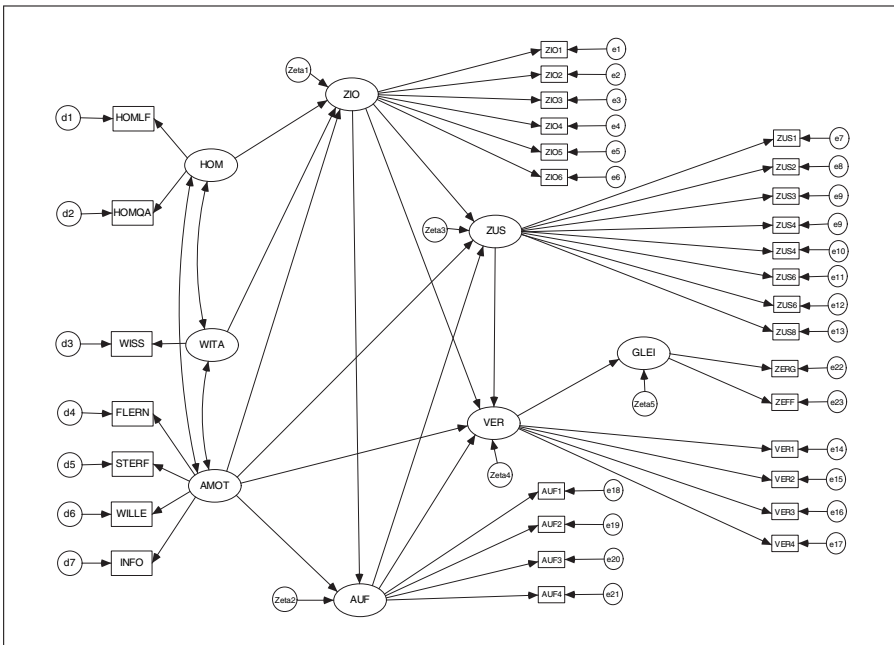 Zeta1
ZIO
ZIO1
e1
ZIO2
e2
ZIO3
e3
ZIO4
e4
ZIO5
e5
ZIO6
e6
d1
HOMLF
HOM
d2
HOMQA
ZUS1
e7
ZUS2
e8
ZUS3
e9
ZUS4
e9
ZUS4
e10
ZUS6
e11
ZUS6
e12
ZUS8
e13
Zeta3
ZUS
d3
WISS
WITA
GLEI
ZERG
e22
ZEFF
e23
Zeta5
d4
FLERN
VER
Zeta4
VER1
e14
VER2
e15
VER3
e16
VER4
e17
d5
STERF
AMOT
d6
WILLE
d7
INFO
AUF1
e18
AUF2
e19
AUF3
e20
AUF4
e21
Zeta2
AUF